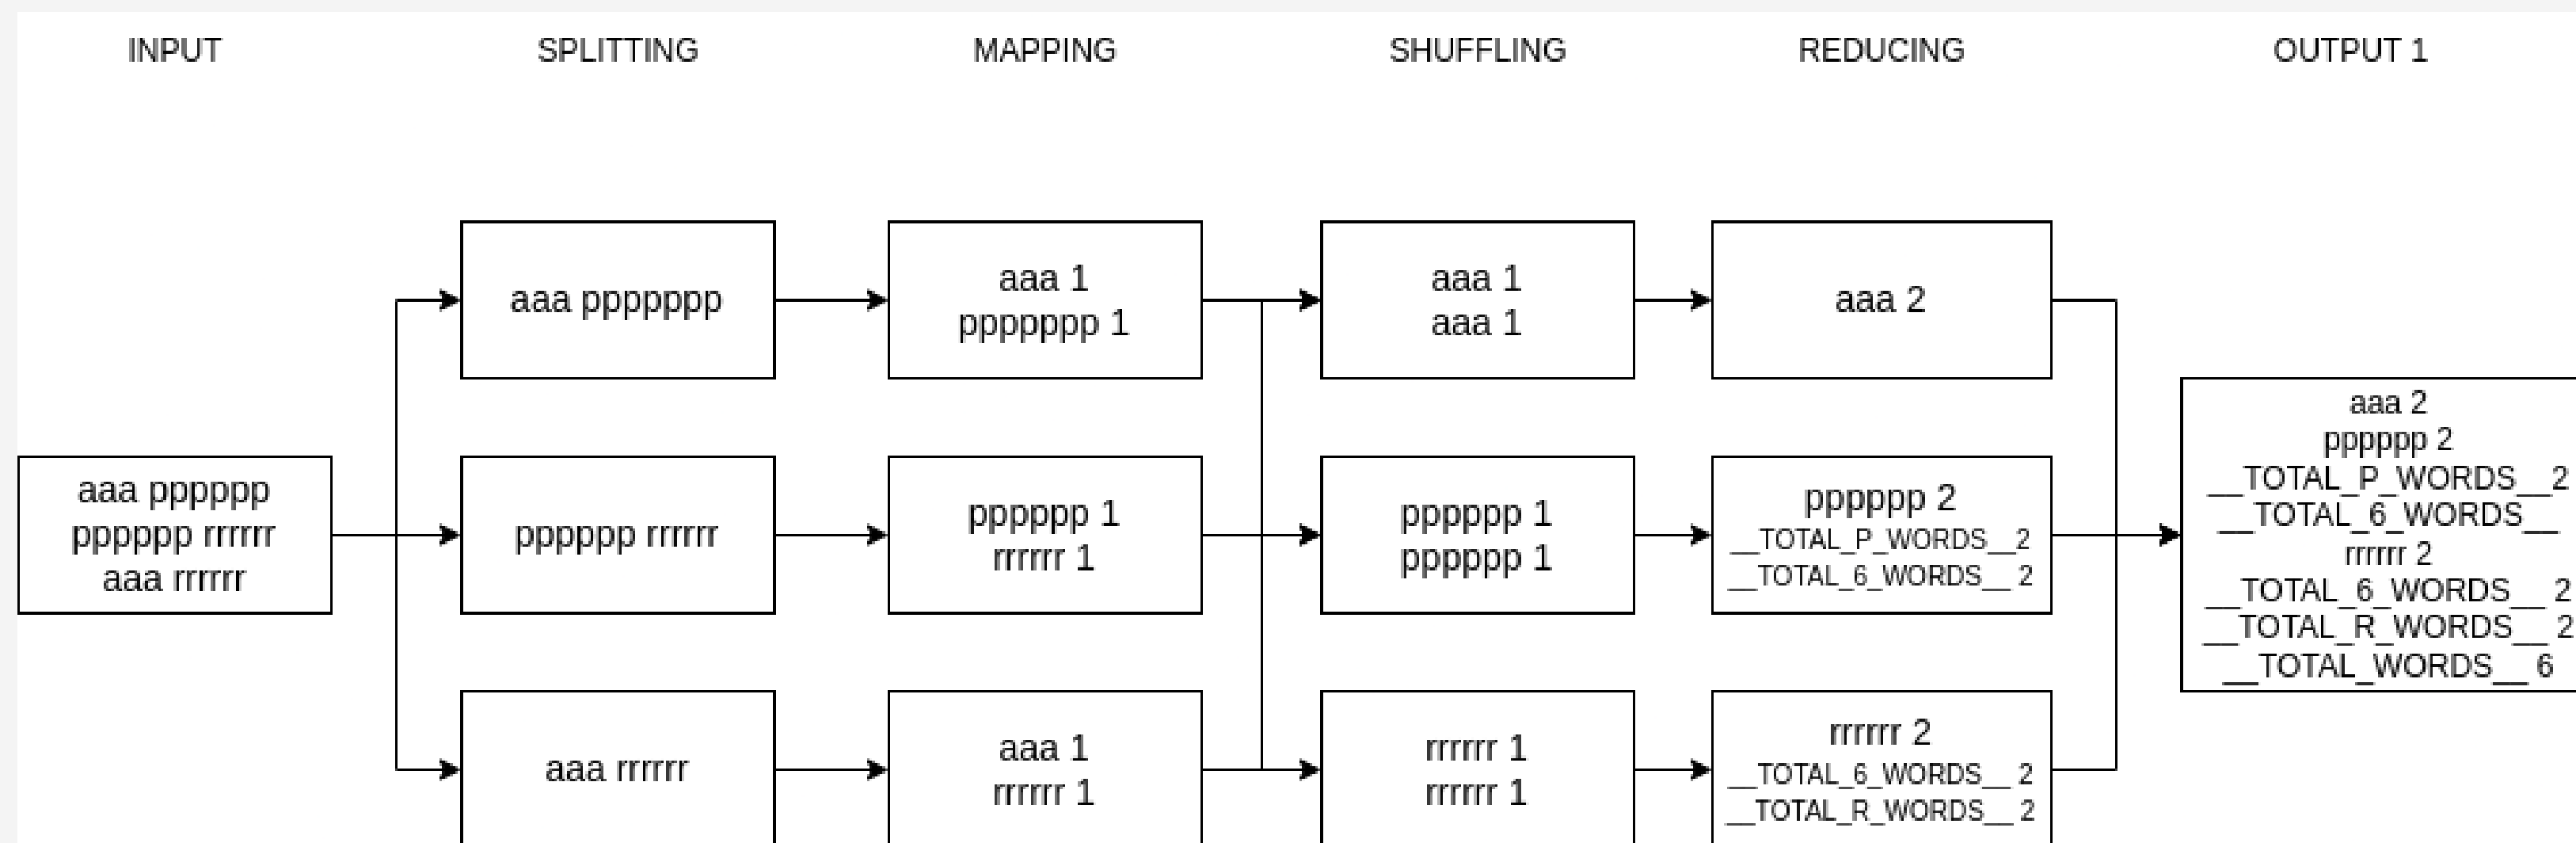 INPUT
SPLITTING
MAPPING
SHUFFLING
REDUCING
OUTPUT 1
aaa pppppp
pppppp rrrrrr
aaa rrrrrr
aaa ppppppp
pppppp rrrrrr
aaa rrrrrr
aaa 1
ppppppp 1
pppppp 1
rrrrrr 1
aaa 1
rrrrrr 1
aaa 1
aaa 1
pppppp 1
pppppp 1
rrrrrr 1
rrrrrr 1
aaa 2
pppppp 2
__TOTAL_P_WORDS__2
__TOTAL_6_WORDS__ 2
rrrrrr 2
__TOTAL_6_WORDS__ 2
__TOTAL_R_WORDS__ 2
aaa 2
pppppp 2
__TOTAL_P_WORDS__2
__TOTAL_6_WORDS__
rrrrrr 2
__TOTAL_6_WORDS__ 2
__TOTAL_R_WORDS__ 2
__TOTAL_WORDS__ 6